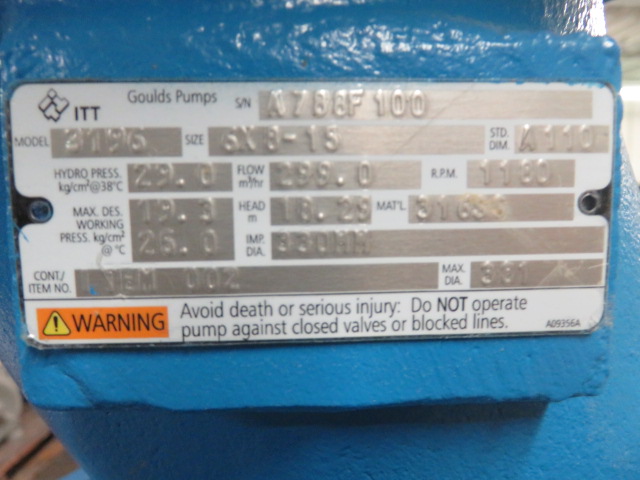 ITT Goulds Pumps S/N A788F100
MODEL 3196 SIZE 6X8-15 STD. DIM. A110
HYDRO PRESS. kg/cm²@38°C 29.0 FLOW m³/hr 299.0 R.P.M. 1180
MAX. DES. WORKING PRESS. kg/cm² @ °C 19.3 26.0 HEAD m 18.29 MAT'L
IMP. DIA. 330MM
CONT./ ITEM NO. 002 MAX. DIA. 381
WARNING Avoid death or serious injury: Do NOT operate
pump against closed valves or blocked lines. A09356A